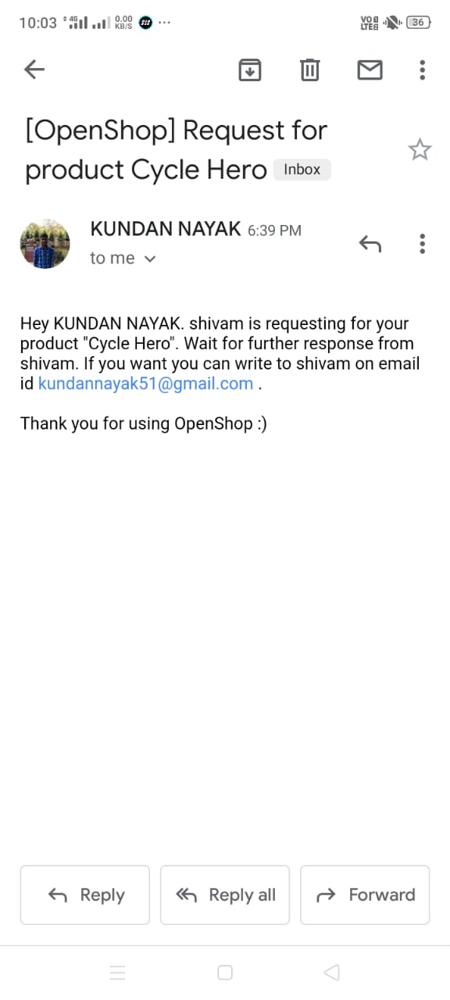 10:03 4G 0.00 KB/S SIS ... VO LTE 36
[OpenShop] Request for
product Cycle Hero Inbox
KUNDAN NAYAK 6:39 PM
to me
Hey KUNDAN NAYAK. shivam is requesting for your
product "Cycle Hero". Wait for further response from
shivam. If you want you can write to shivam on email
id kundannayak51@gmail.com .
Thank you for using OpenShop :)
Reply Reply all Forward